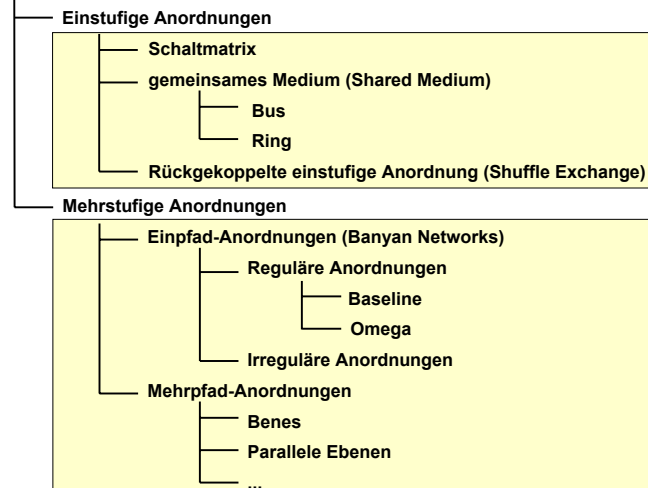 Einstufige Anordnungen
Schaltmatrix
gemeinsames Medium (Shared Medium)
Bus
Ring
Rückgekoppelte einstufige Anordnung (Shuffle Exchange)
Mehrstufige Anordnungen
Einpfad-Anordnungen (Banyan Networks)
Reguläre Anordnungen
Baseline
Omega
Irreguläre Anordnungen
Mehrpfad-Anordnungen
Benes
Parallele Ebenen
...